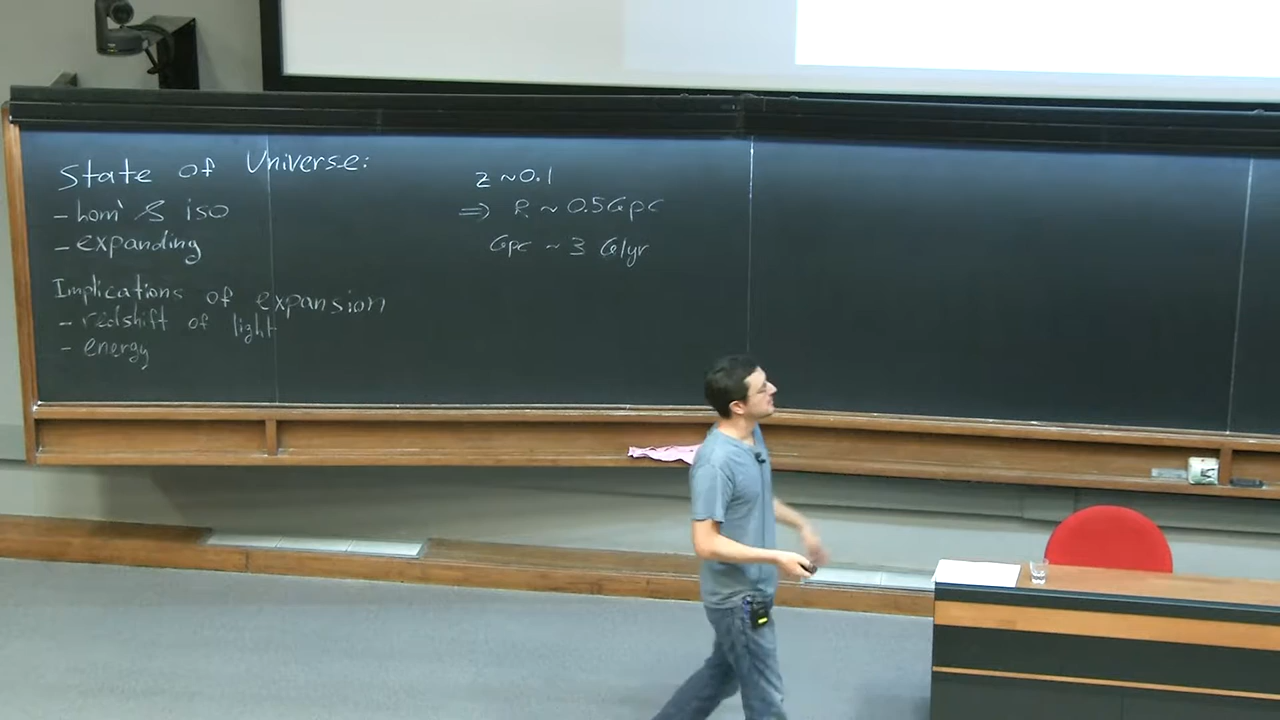 State of Universe:
- hom' & iso
- expanding
Implications of expansion
- redshift of light
- energy
z ~ 0.1
⇒ R ~ 0.5 Gpc
Gpc ~ 3 Glyr